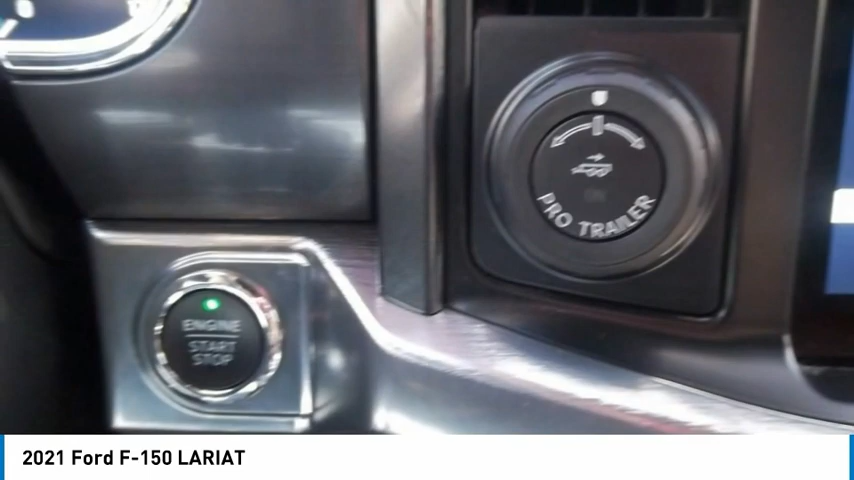 PRO TRAILER
ENGINE
START
STOP
2021 Ford F-150 LARIAT